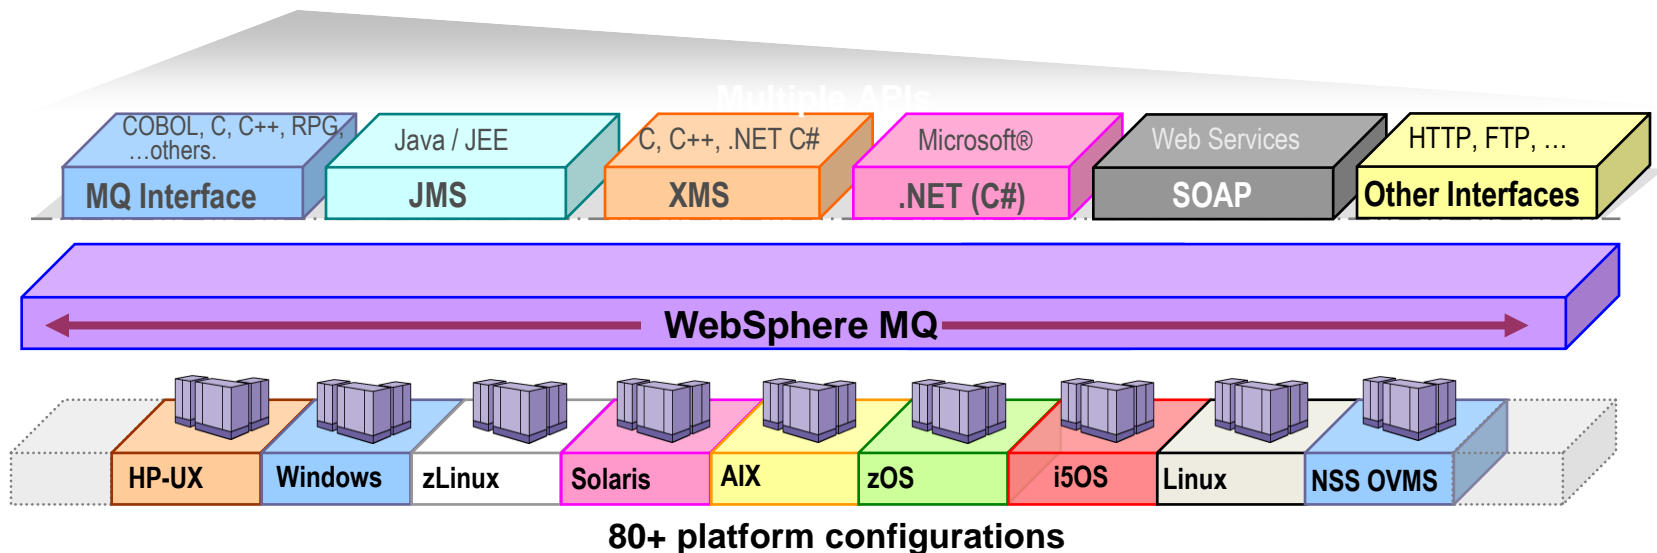 Multiple APIs
COBOL, C, C++, RPG,
…others.
MQ Interface
Java / JEE
JMS
C, C++, .NET C#
XMS
Microsoft®
.NET (C#)
Web Services
SOAP
HTTP, FTP, …
Other Interfaces
WebSphere MQ
HP-UX
Windows
zLinux
Solaris
AIX
zOS
i5OS
Linux
NSS OVMS
80+ platform configurations